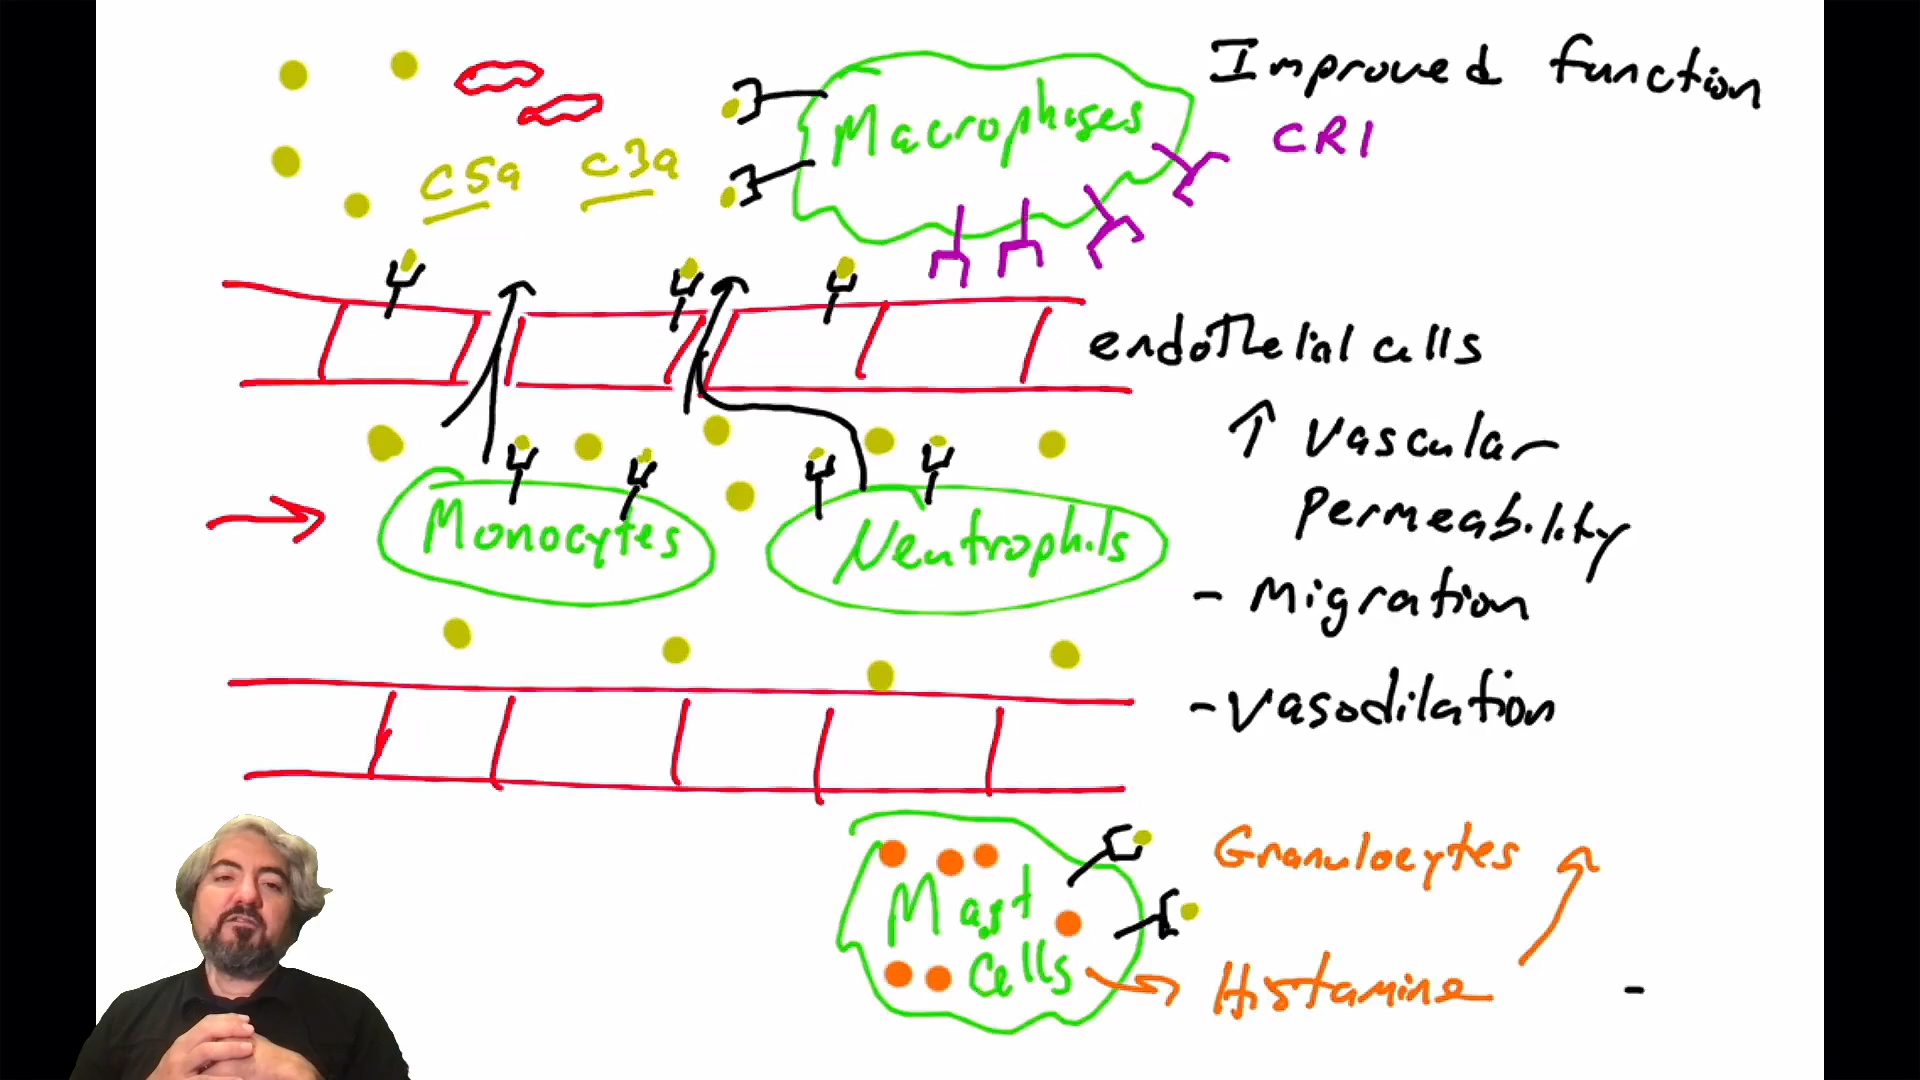 Improved function
Macrophages
CR1
C5a C3a
endothelial cells
↑ Vascular
Permeability
Monocytes
Neutrophils
- Migration
- Vasodilation
Granulocytes
Mast
Cells
Histamine
-